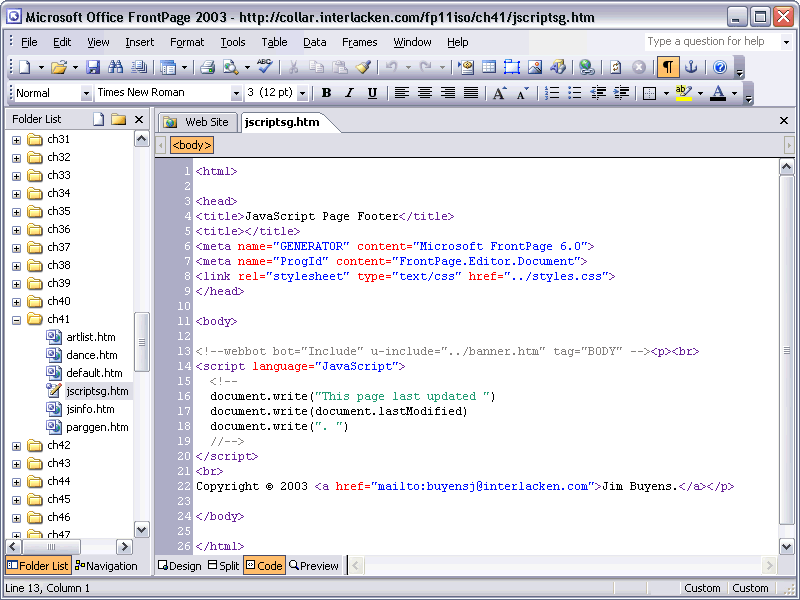 Microsoft Office FrontPage 2003 - http://collar.interlacken.com/fp11iso/ch41/jscriptsg.htm
File Edit View Insert Format Tools Table Data Frames Window Help Type a question for help
Normal Times New Roman 3 (12 pt) B I U A A ab A
Folder List
Web Site jscriptsg.htm
<body>
ch31
ch32
ch33
ch34
ch35
ch36
ch37
ch38
ch39
ch40
ch41
artlist.htm
dance.htm
default.htm
jscriptsg.htm
jsinfo.htm
parggen.htm
ch42
ch43
ch44
ch45
ch46
ch47
1 <html>
2
3 <head>
4 <title>JavaScript Page Footer</title>
5 <title></title>
6 <meta name="GENERATOR" content="Microsoft FrontPage 6.0">
7 <meta name="ProgId" content="FrontPage.Editor.Document">
8 <link rel="stylesheet" type="text/css" href="../styles.css">
9 </head>
10
11 <body>
12
13 <!--webbot bot="Include" u-include="../banner.htm" tag="BODY" --><p><br>
14 <script language="JavaScript">
15 <!--
16 document.write("This page last updated ")
17 document.write(document.lastModified)
18 document.write(". ")
19 //-->
20 </script>
21 <br>
22 Copyright © 2003 <a href="mailto:buyensj@interlacken.com">Jim Buyens.</a></p>
23
24 </body>
25
26 </html>
Folder List Navigation
Design Split Code Preview
Line 13, Column 1 Custom Custom